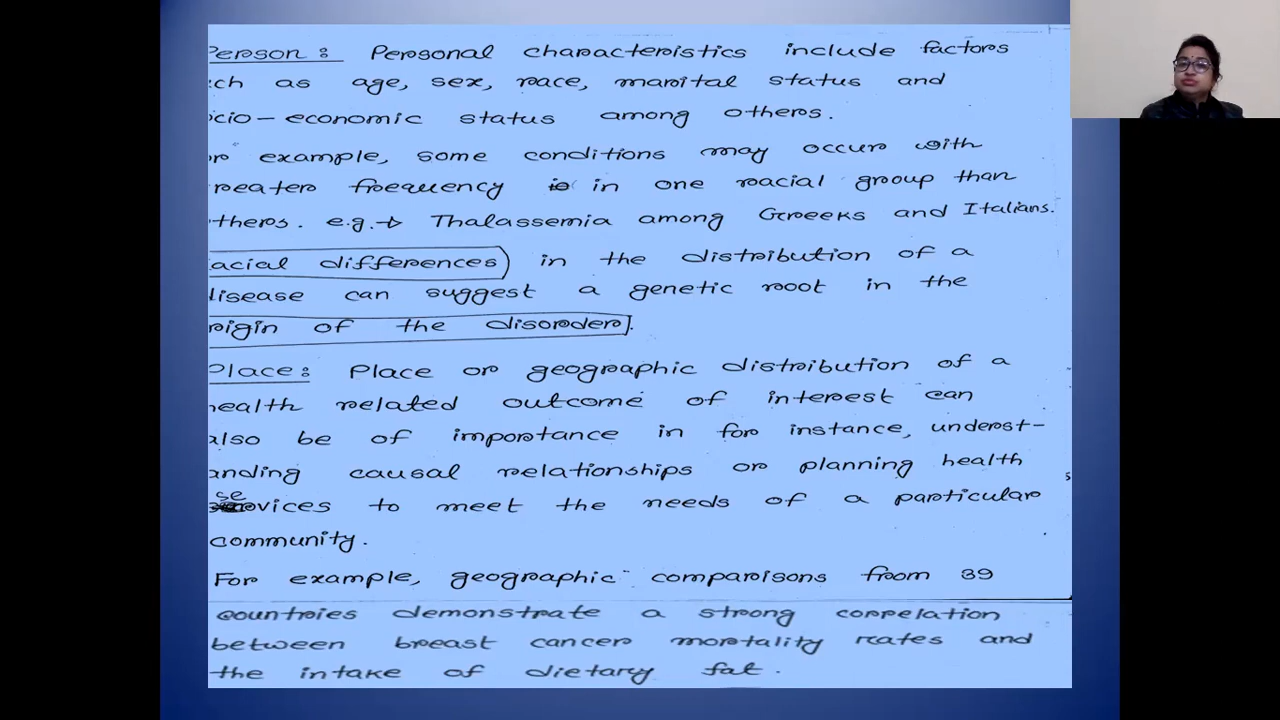 Person: Personal characteristics include factors
ch as age, sex, race, marital status and
ocio-economic status among others.
or example, some conditions may occur with
reater frequency in one racial group than
thers. e.g.→ Thalassemia among Greeks and Italians.
acial differences in the distribution of a
disease can suggest a genetic root in the
rigin of the disorder.
Place: Place or geographic distribution of a
health related outcome of interest can
also be of importance in for instance, underst-
anding causal relationships or planning health
services to meet the needs of a particular
community.
For example, geographic comparisons from 39
countries demonstrate a strong correlation
between breast cancer mortality rates and
the intake of dietary fat.